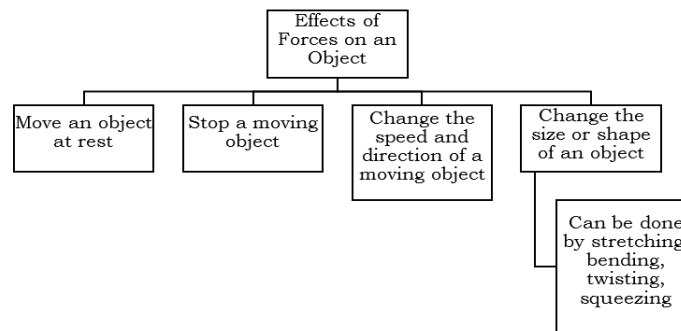 Effects of
Forces on an
Object
Move an object
at rest
Stop a moving
object
Change the
speed and
direction of a
moving object
Change the
size or shape
of an object
Can be done
by stretching
bending,
twisting,
squeezing